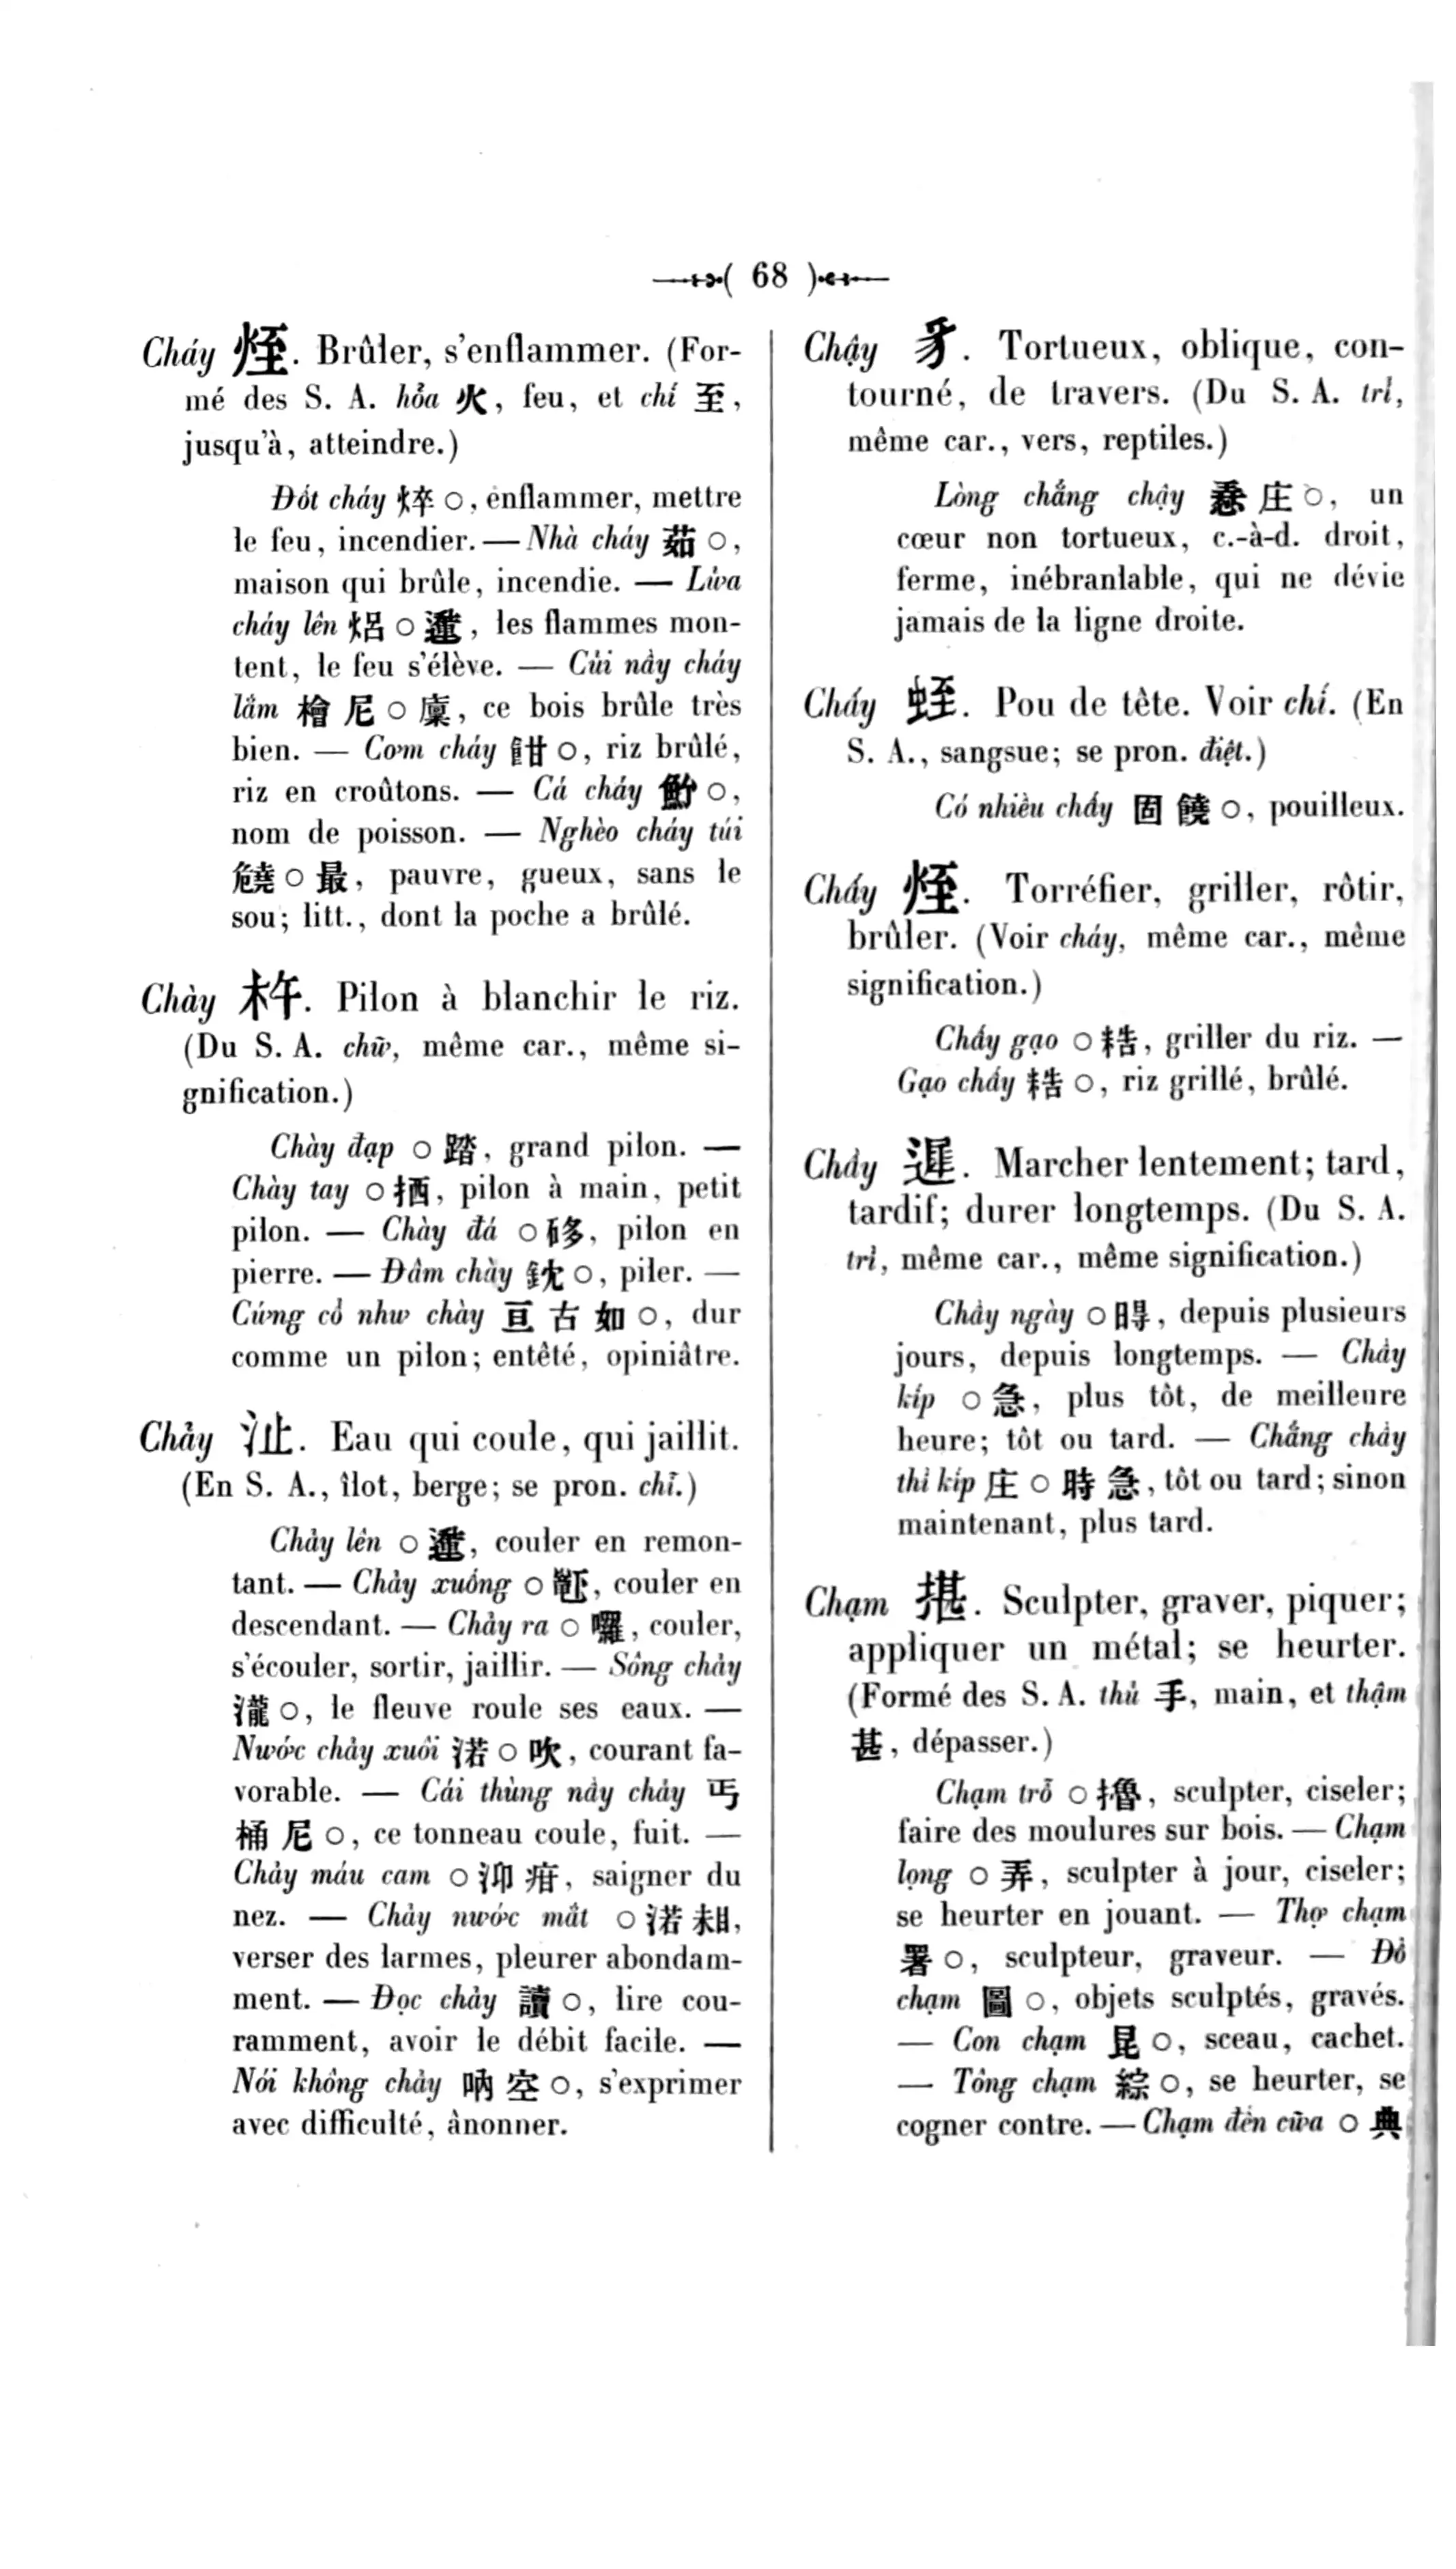 ( 68 )
Cháy 烶. Brûler, s'enflammer. (For-
mé des S. A. hỏa 火, feu, et chí 至,
jusqu'à, atteindre.)
Đốt cháy 焠 ○, enflammer, mettre
le feu, incendier. — Nhà cháy 茹 ○,
maison qui brûle, incendie. — Lửa
cháy lên 焒 ○ 𨖲, les flammes mon-
tent, le feu s'élève. — Củi nầy cháy
lắm 檜 尼 ○ 廩, ce bois brûle très
bien. — Cơm cháy 䭃 ○, riz brûlé,
riz en croûtons. — Cá cháy ○,
nom de poisson. — Nghèo cháy túi
○ 最, pauvre, gueux, sans le
sou; litt., dont la poche a brûlé.
Chày 杵. Pilon à blanchir le riz.
(Du S. A. chữ, même car., même si-
gnification.)
Chày đạp ○ 踏, grand pilon. —
Chày tay ○ 拪, pilon à main, petit
pilon. — Chày đá ○ 𥒥, pilon en
pierre. — Đâm chày ○, piler. —
Cứng cỏ như chày 亘 古 如 ○, dur
comme un pilon; entêté, opiniâtre.
Chảy 沚. Eau qui coule, qui jaillit.
(En S. A., îlot, berge; se pron. chỉ.)
Chảy lên ○ 𨖲, couler en remon-
tant. — Chảy xuống ○, couler en
descendant. — Chảy ra ○ 囉, couler,
s'écouler, sortir, jaillir. — Sông chảy
瀧 ○, le fleuve roule ses eaux. —
Nước chảy xuôi 渃 ○ 吹, courant fa-
vorable. — Cái thùng nầy chảy 丐
桶 尼 ○, ce tonneau coule, fuit. —
Chảy máu cam ○ 泖 疳, saigner du
nez. — Chảy nước mắt ○ 渃 眜,
verser des larmes, pleurer abondam-
ment. — Đọc chảy 讀 ○, lire cou-
ramment, avoir le débit facile. —
Nói không chảy 吶 空 ○, s'exprimer
avec difficulté, ànonner.
Chậy 豸. Tortueux, oblique, con-
tourné, de travers. (Du S. A. trỉ,
même car., vers, reptiles.)
Lòng chẳng chậy 庄 ○, un
cœur non tortueux, c.-à-d. droit,
ferme, inébranlable, qui ne dévie
jamais de la ligne droite.
Chấy 蛭. Pou de tête. Voir chí. (En
S. A., sangsue; se pron. điệt.)
Có nhiều chấy 固 饒 ○, pouilleux.
Chấy 烶. Torréfier, griller, rôtir,
brûler. (Voir cháy, même car., même
signification.)
Chấy gạo ○ 𥽌, griller du riz. —
Gạo chấy 𥽌 ○, riz grillé, brûlé.
Chầy 遲. Marcher lentement; tard,
tardif; durer longtemps. (Du S. A.
trì, même car., même signification.)
Chầy ngày ○ 㝵, depuis plusieurs
jours, depuis longtemps. — Chầy
kíp ○ 急, plus tôt, de meilleure
heure; tôt ou tard. — Chẳng chầy
thì kíp 庄 ○ 時 急, tôt ou tard; sinon
maintenant, plus tard.
Chạm 揕. Sculpter, graver, piquer;
appliquer un métal; se heurter.
(Formé des S. A. thủ 手, main, et thậm
甚, dépasser.)
Chạm trỗ ○ 擼, sculpter, ciseler;
faire des moulures sur bois. — Chạm
lọng ○ 弄, sculpter à jour, ciseler;
se heurter en jouant. — Thợ chạm
署 ○, sculpteur, graveur. — Đồ
chạm 圖 ○, objets sculptés, gravés.
— Con chạm 昆 ○, sceau, cachet.
— Tông chạm 綜 ○, se heurter, se
cogner contre. — Chạm đến cửa ○ 典